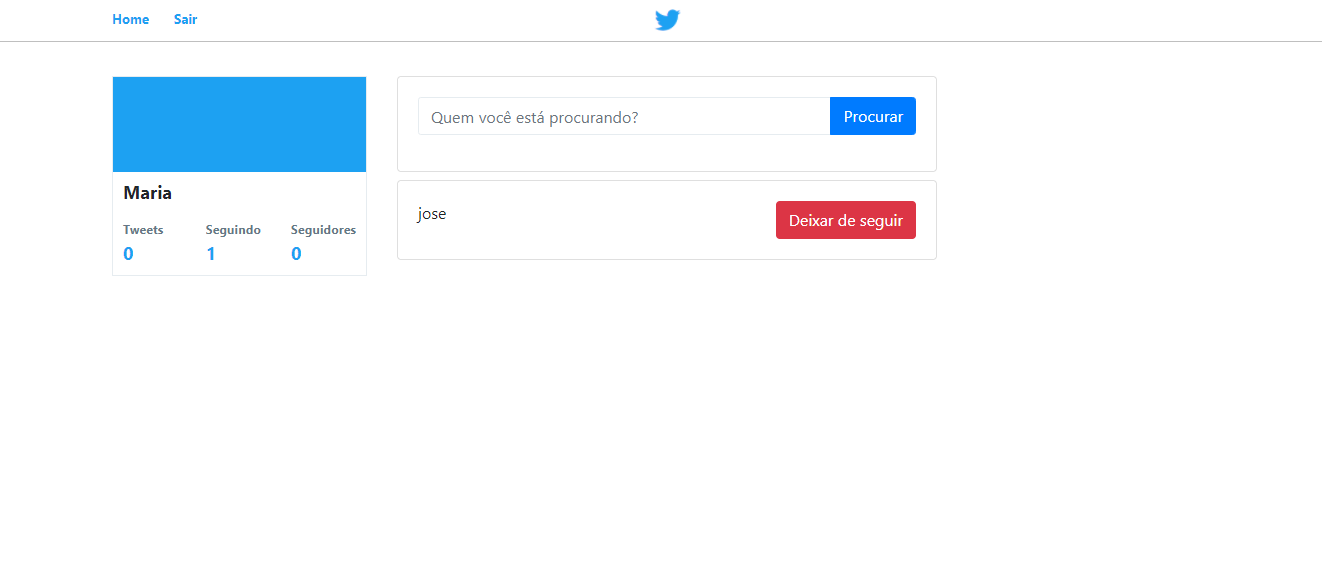 Home Sair
Maria
Tweets Seguindo Seguidores
0 1 0
Quem você está procurando? Procurar
jose Deixar de seguir